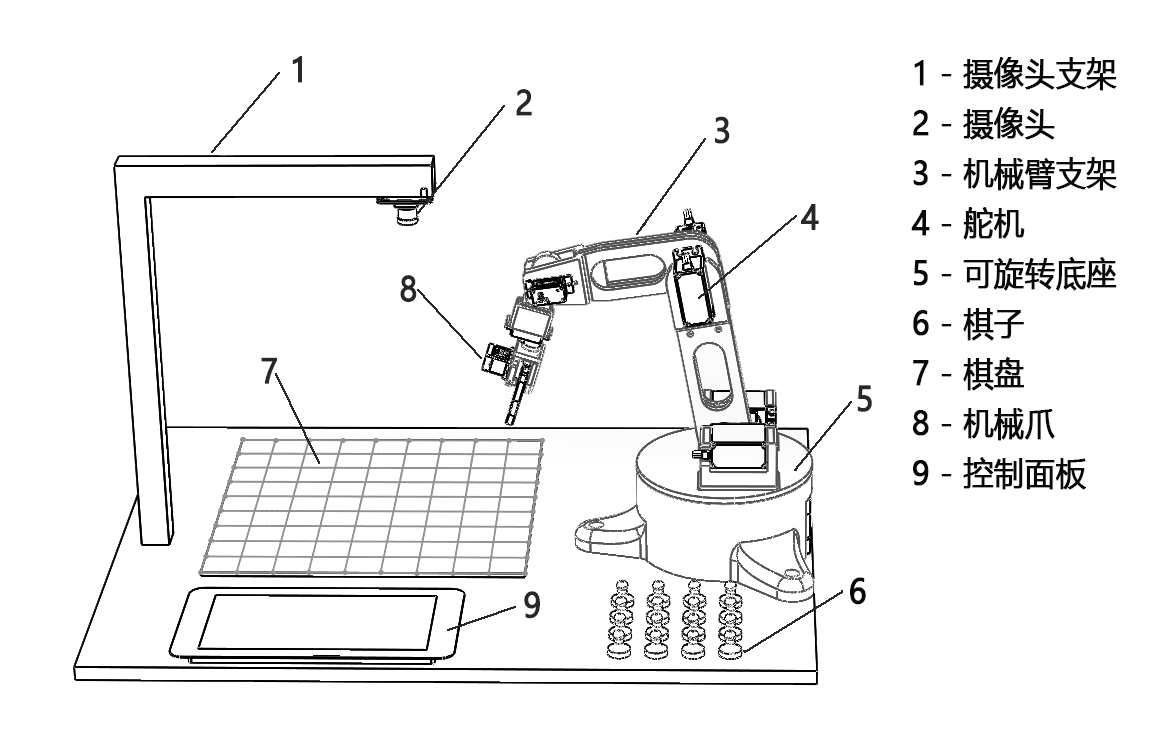 1
2
3
4
8
7
5
9
6
1 - 摄像头支架
2 - 摄像头
3 - 机械臂支架
4 - 舵机
5 - 可旋转底座
6 - 棋子
7 - 棋盘
8 - 机械爪
9 - 控制面板